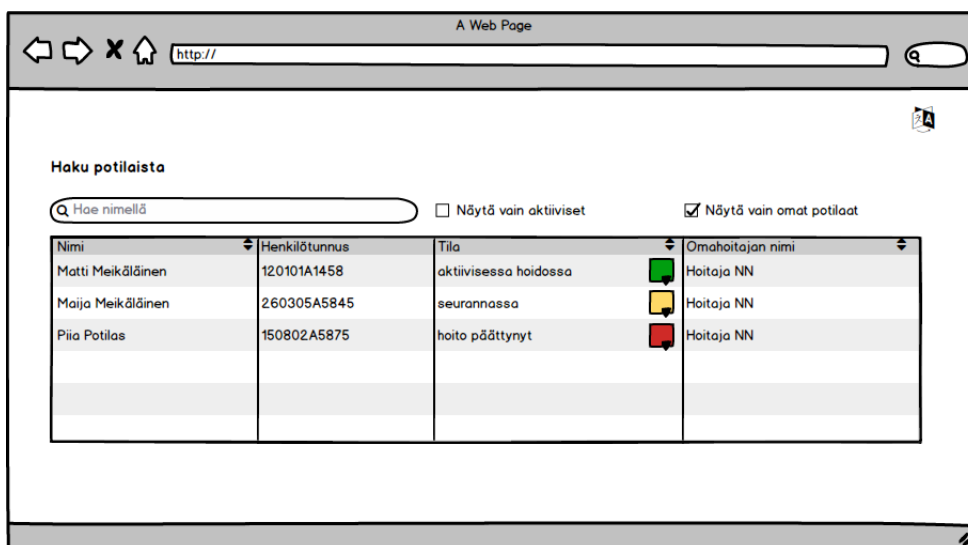 A Web Page
http://
Haku potilaista
Hae nimellä
Näytä vain aktiiviset
Näytä vain omat potilaat
Nimi Henkilötunnus Tila Omahoitajan nimi
Matti Meikäläinen 120101A1458 aktiivisessa hoidossa Hoitaja NN
Maija Meikäläinen 260305A5845 seurannassa Hoitaja NN
Piia Potilas 150802A5875 hoito päättynyt Hoitaja NN